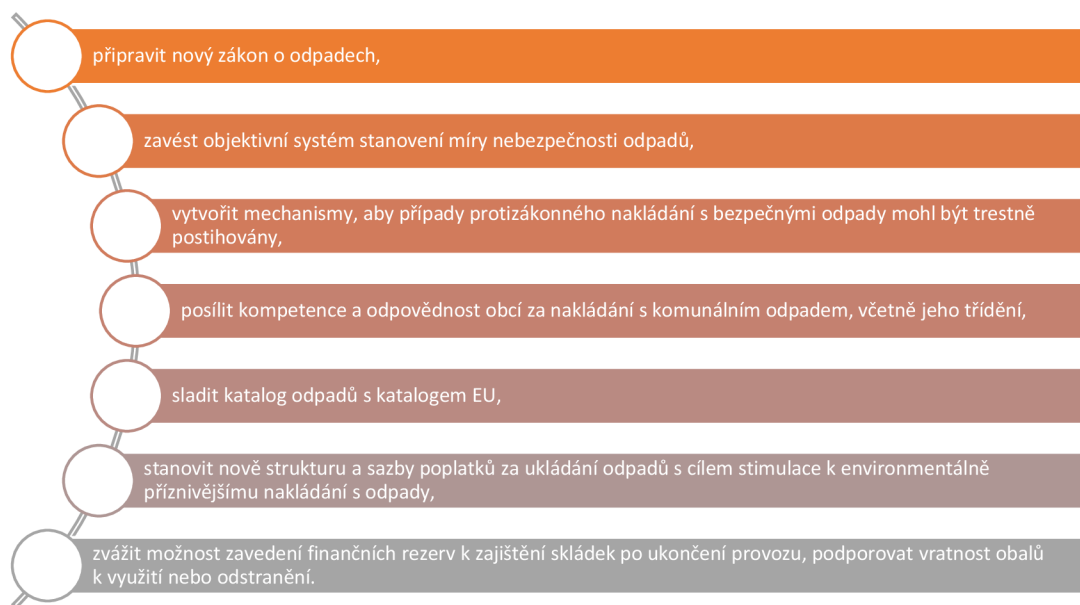 připravit nový zákon o odpadech,
zavést objektivní systém stanovení míry nebezpečnosti odpadů,
vytvořit mechanismy, aby případy protizákonného nakládání s bezpečnými odpady mohl být trestně
postihovány,
posílit kompetence a odpovědnost obcí za nakládání s komunálním odpadem, včetně jeho třídění,
sladit katalog odpadů s katalogem EU,
stanovit nově strukturu a sazby poplatků za ukládání odpadů s cílem stimulace k environmentálně
příznivějšímu nakládání s odpady,
zvážit možnost zavedení finančních rezerv k zajištění skládek po ukončení provozu, podporovat vratnost obalů
k využití nebo odstranění.